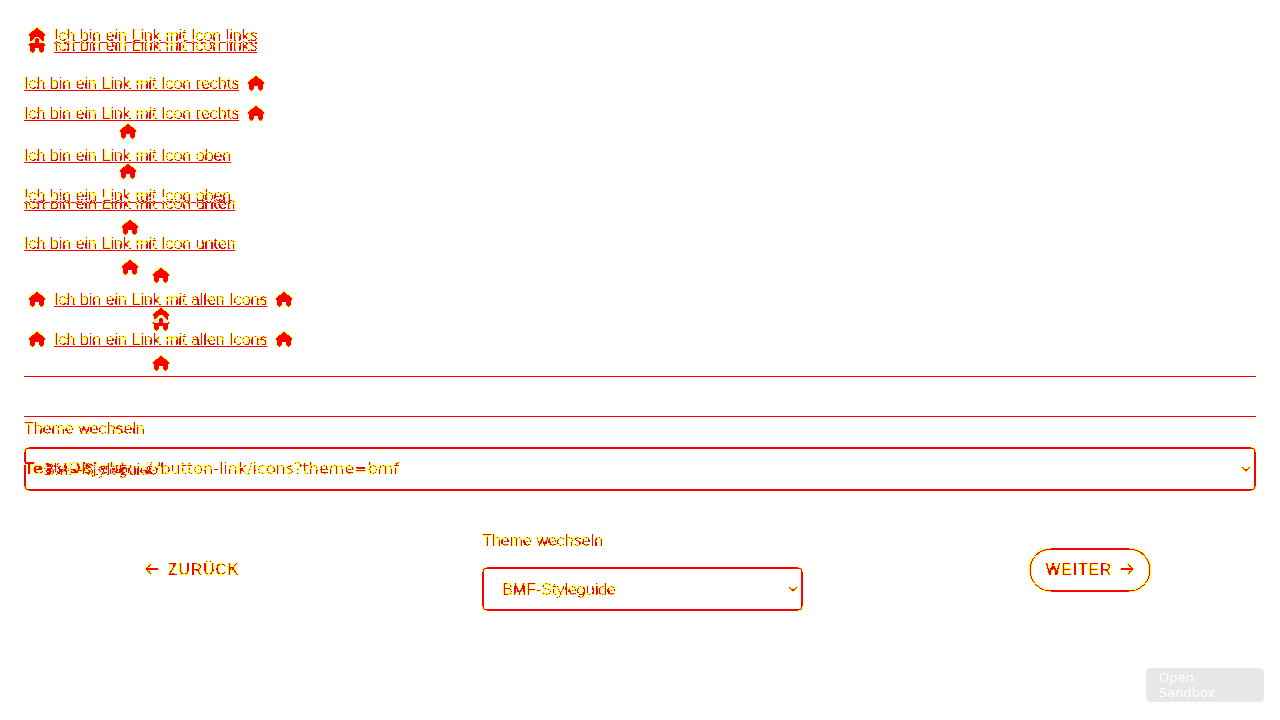 Ich bin ein Link mit Icon links
Ich bin ein Link mit Icon links
Ich bin ein Link mit Icon rechts
Ich bin ein Link mit Icon rechts
Ich bin ein Link mit Icon oben
Ich bin ein Link mit Icon oben
Ich bin ein Link mit Icon unten
Ich bin ein Link mit Icon unten
Ich bin ein Link mit allen Icons
Ich bin ein Link mit allen Icons
Theme wechseln
BMF-Styleguide
/button-link/icons?theme=bmf
Theme wechseln
← ZURÜCK
BMF-Styleguide
WEITER →
Open
Sandbox